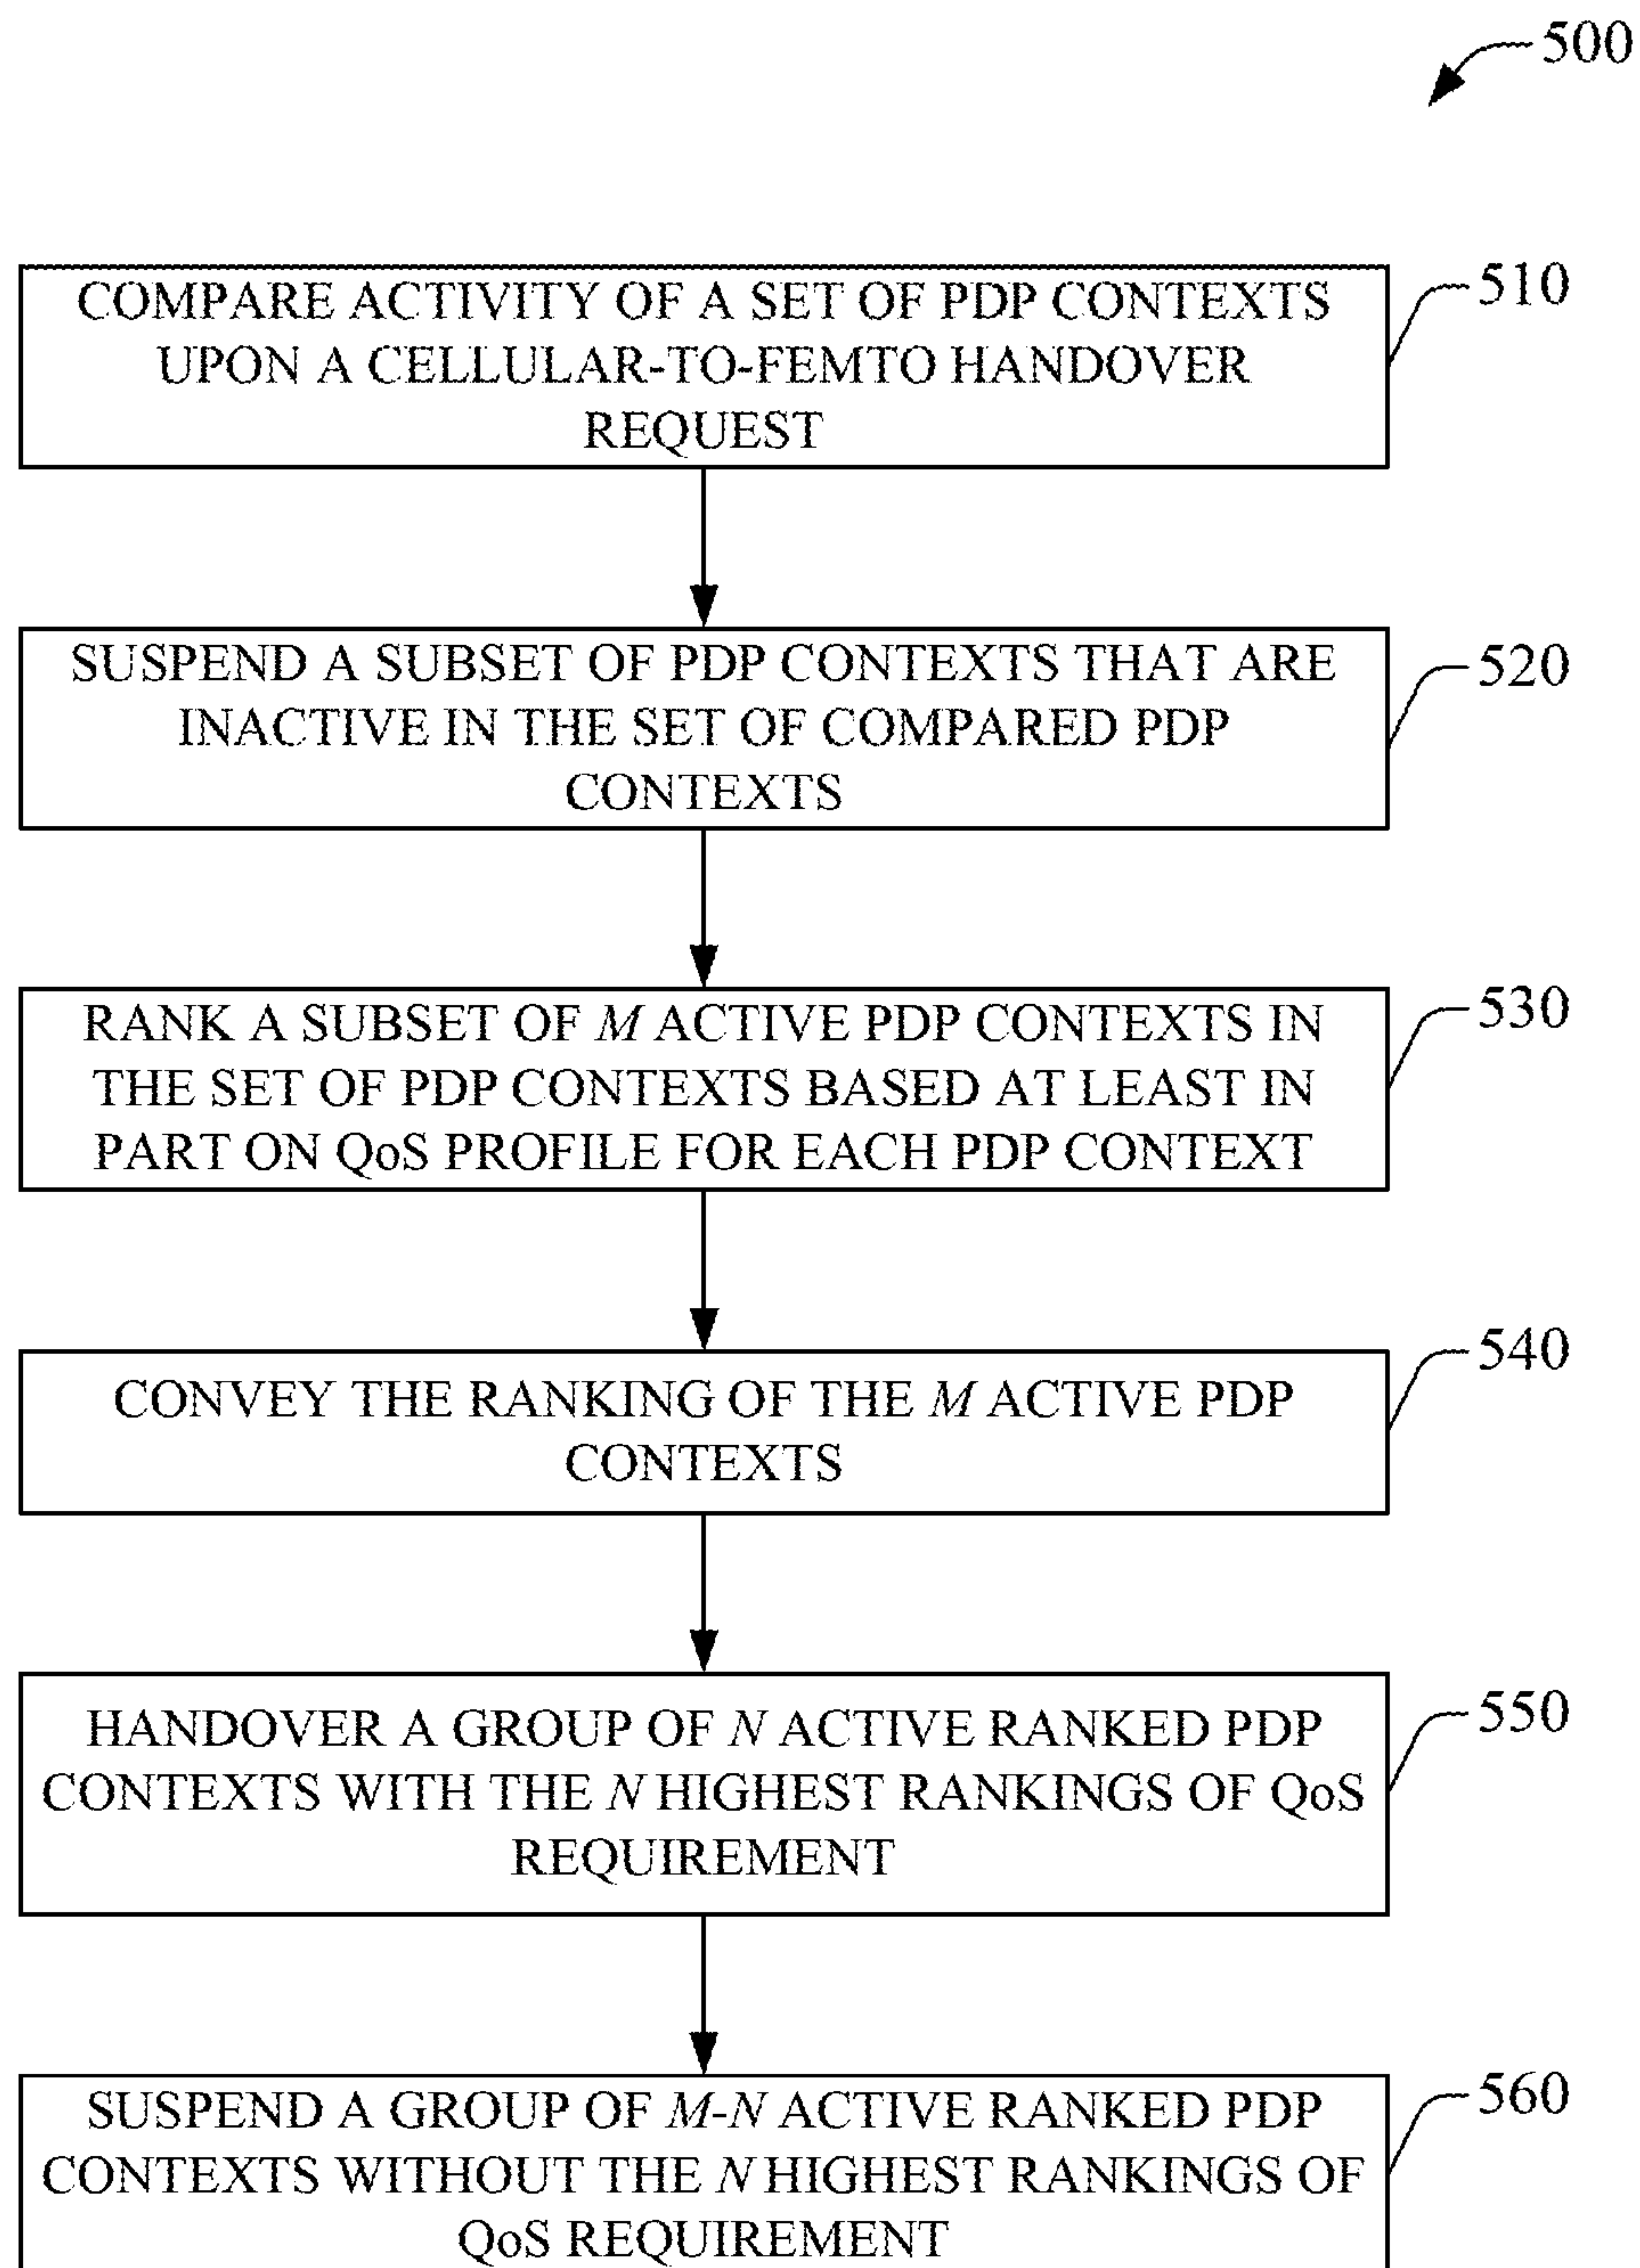 500
COMPARE ACTIVITY OF A SET OF PDP CONTEXTS
UPON A CELLULAR-TO-FEMTO HANDOVER
REQUEST
510
SUSPEND A SUBSET OF PDP CONTEXTS THAT ARE
INACTIVE IN THE SET OF COMPARED PDP
CONTEXTS
520
RANK A SUBSET OF M ACTIVE PDP CONTEXTS IN
THE SET OF PDP CONTEXTS BASED AT LEAST IN
PART ON QoS PROFILE FOR EACH PDP CONTEXT
530
CONVEY THE RANKING OF THE M ACTIVE PDP
CONTEXTS
540
HANDOVER A GROUP OF N ACTIVE RANKED PDP
CONTEXTS WITH THE N HIGHEST RANKINGS OF QoS
REQUIREMENT
550
SUSPEND A GROUP OF M-N ACTIVE RANKED PDP
CONTEXTS WITHOUT THE N HIGHEST RANKINGS OF
QoS REQUIREMENT
560